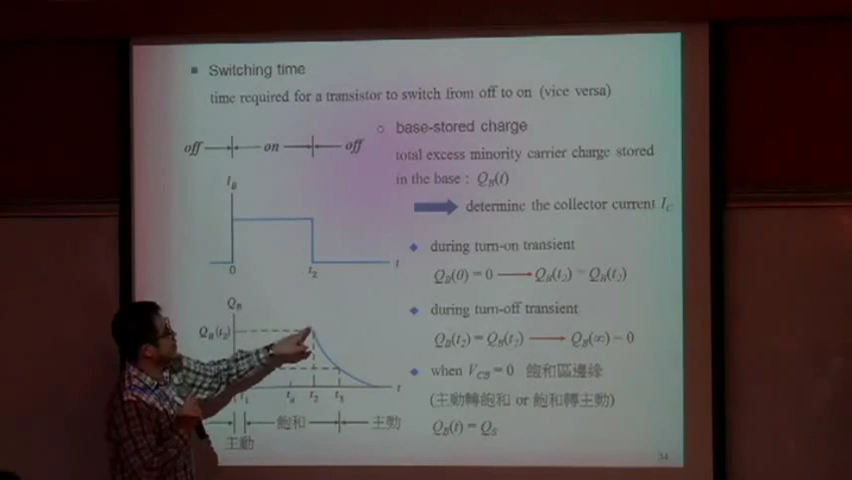 Switching time
time required for a transistor to switch from off to on (vice versa)
off on off
base-stored charge
total excess minority carrier charge stored
in the base : Q_B(t)
determine the collector current I_C
I_B
0 t_2 t
during turn-on transient
Q_B(0) = 0 → Q_B(t_2) = Q_B(t_2)
during turn-off transient
Q_B(t_2) = Q_B(t_2) → Q_B(∞) = 0
when V_CB = 0 飽和區邊緣
(主動轉飽和 or 飽和轉主動)
Q_B(t) = Q_S
Q_B
Q_B(t_2)
t_1 t_2 t_3 t
飽和 主動
主動
34